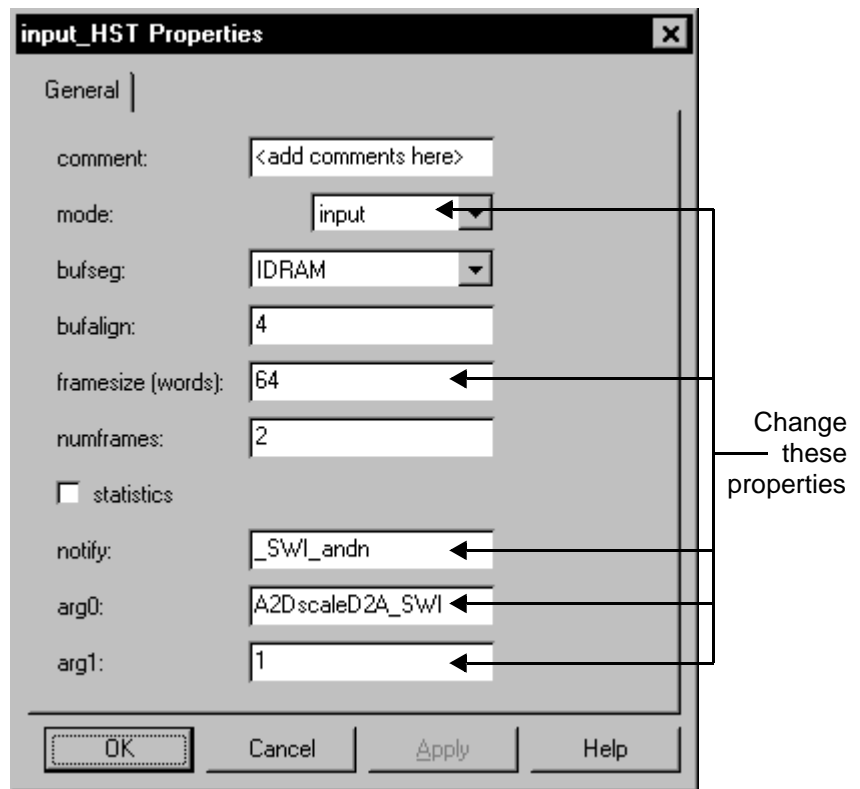 input_HST Properties
General
comment: <add comments here>
mode: input
bufseg: IDRAM
bufalign: 4
framesize (words): 64
numframes: 2
Change
these
properties
statistics
notify: _SWI_andn
arg0: A2DscaleD2A_SWI
arg1: 1
OK Cancel Apply Help